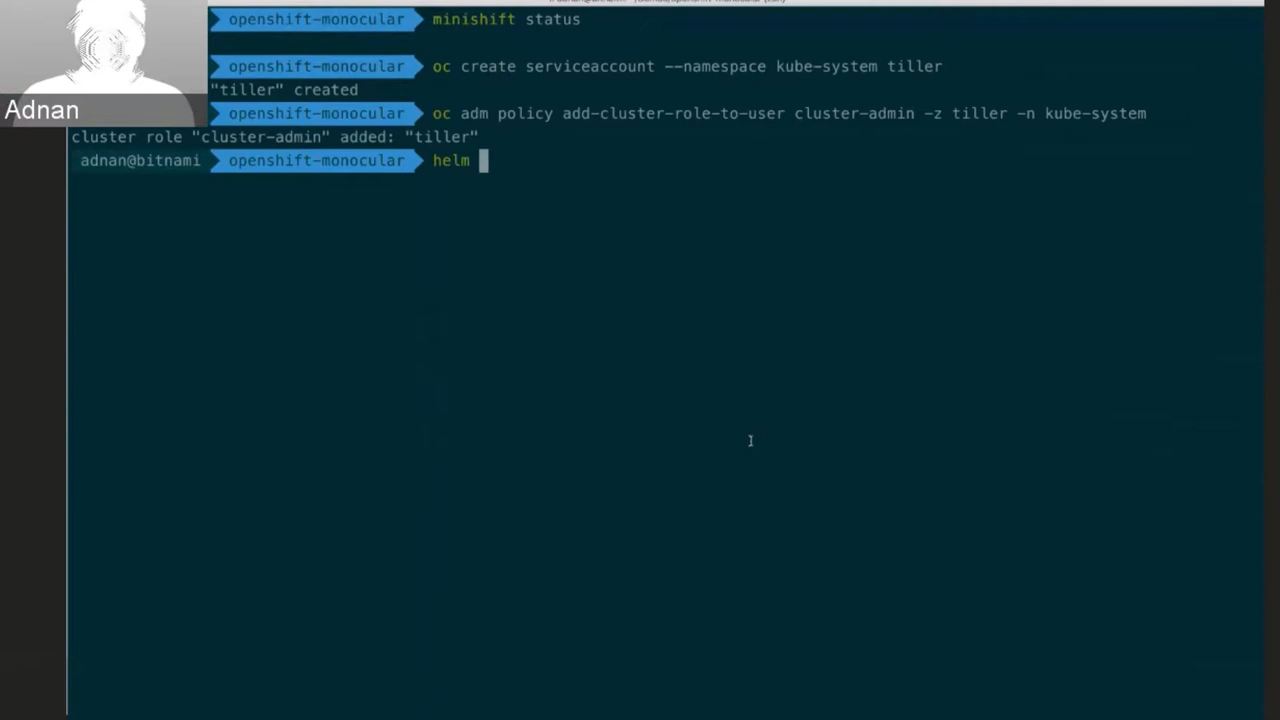 openshift-monocular minishift status
openshift-monocular oc create serviceaccount --namespace kube-system tiller
"tiller" created
Adnan
openshift-monocular oc adm policy add-cluster-role-to-user cluster-admin -z tiller -n kube-system
cluster role "cluster-admin" added: "tiller"
adnan@bitnami openshift-monocular helm